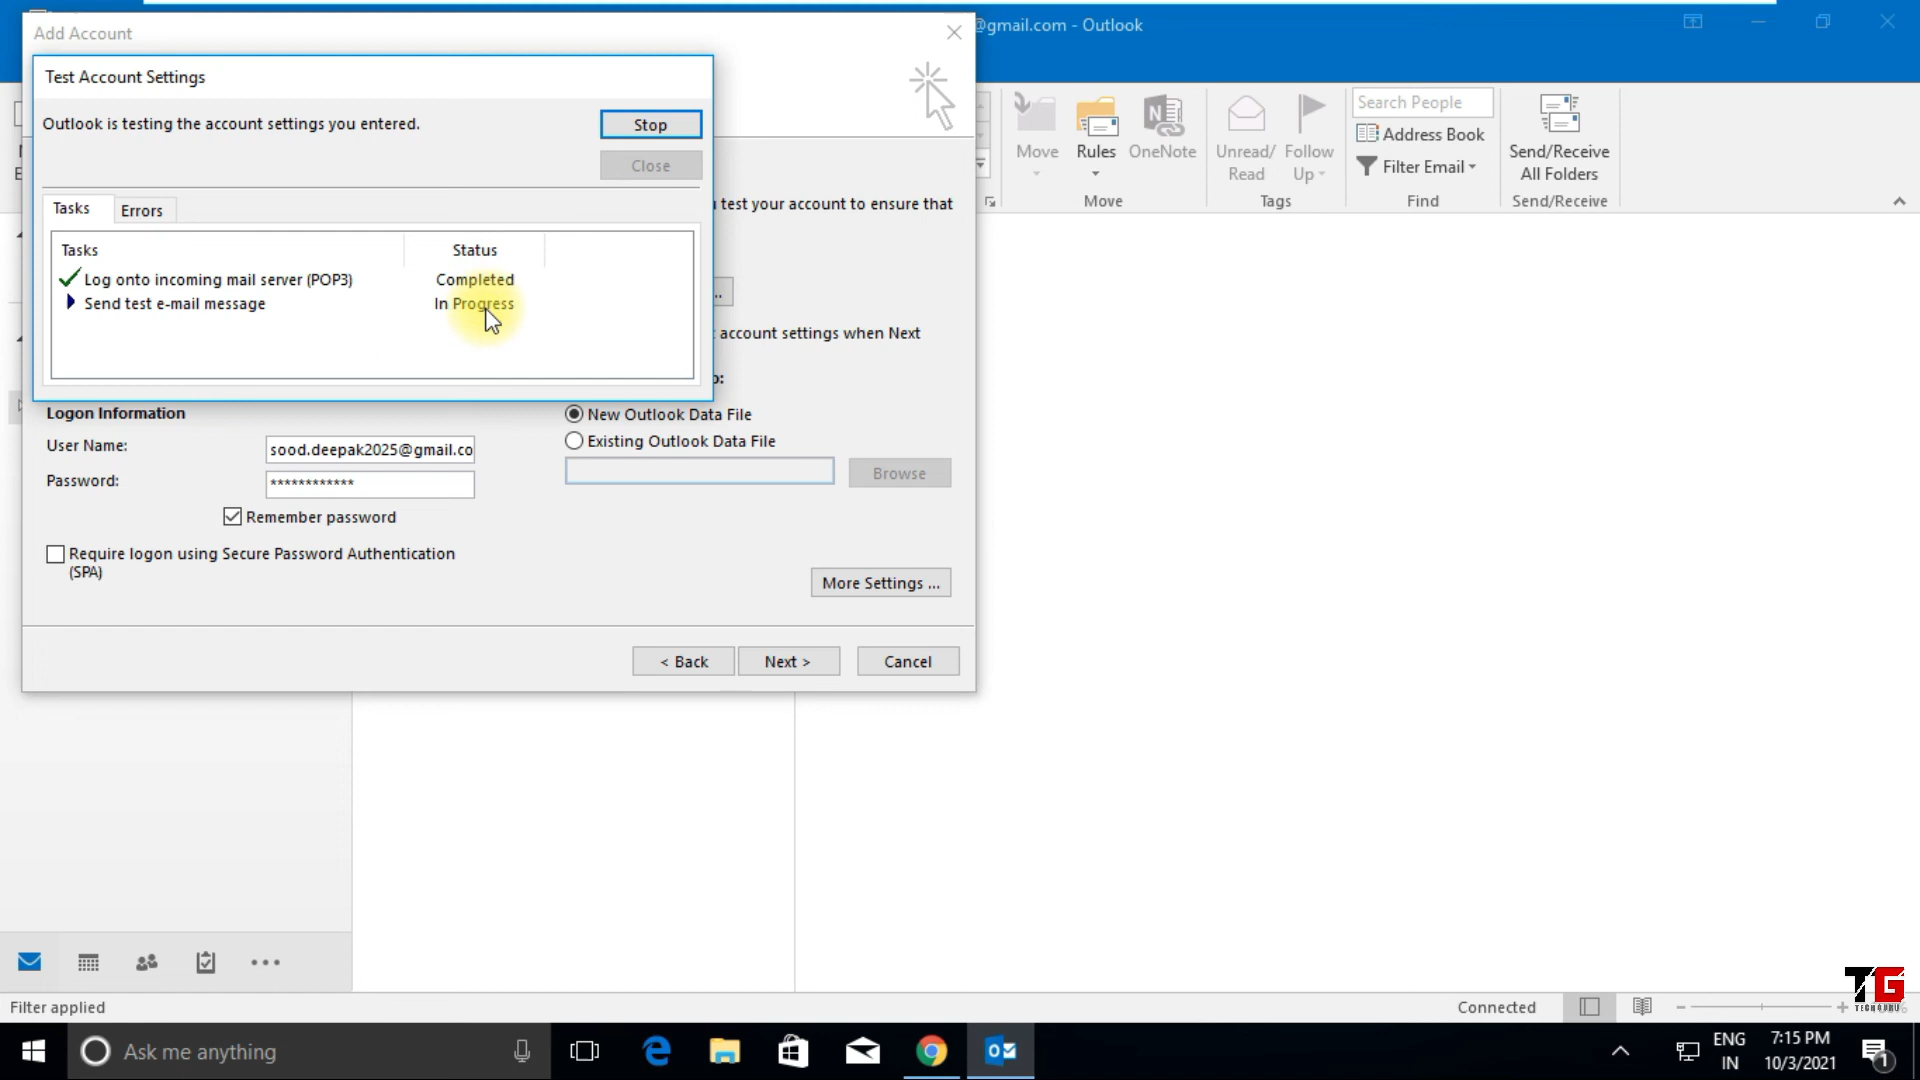 @gmail.com - Outlook
Add Account
Test Account Settings
Outlook is testing the account settings you entered.
Stop
Close
Tasks
Errors
Tasks Status
Log onto incoming mail server (POP3) Completed
Send test e-mail message In Progress
test your account to ensure that
..
account settings when Next
Logon Information
User Name: sood.deepak2025@gmail.co
Password: ************
Remember password
Require logon using Secure Password Authentication
(SPA)
New Outlook Data File
Existing Outlook Data File
Browse
More Settings ...
< Back
Next >
Cancel
Move
Rules
OneNote
Move
Unread/
Read
Follow
Up
Tags
Search People
Address Book
Filter Email
Find
Send/Receive
All Folders
Send/Receive
Filter applied
Connected
TG
Ask me anything
ENG
IN
7:15 PM
10/3/2021
1